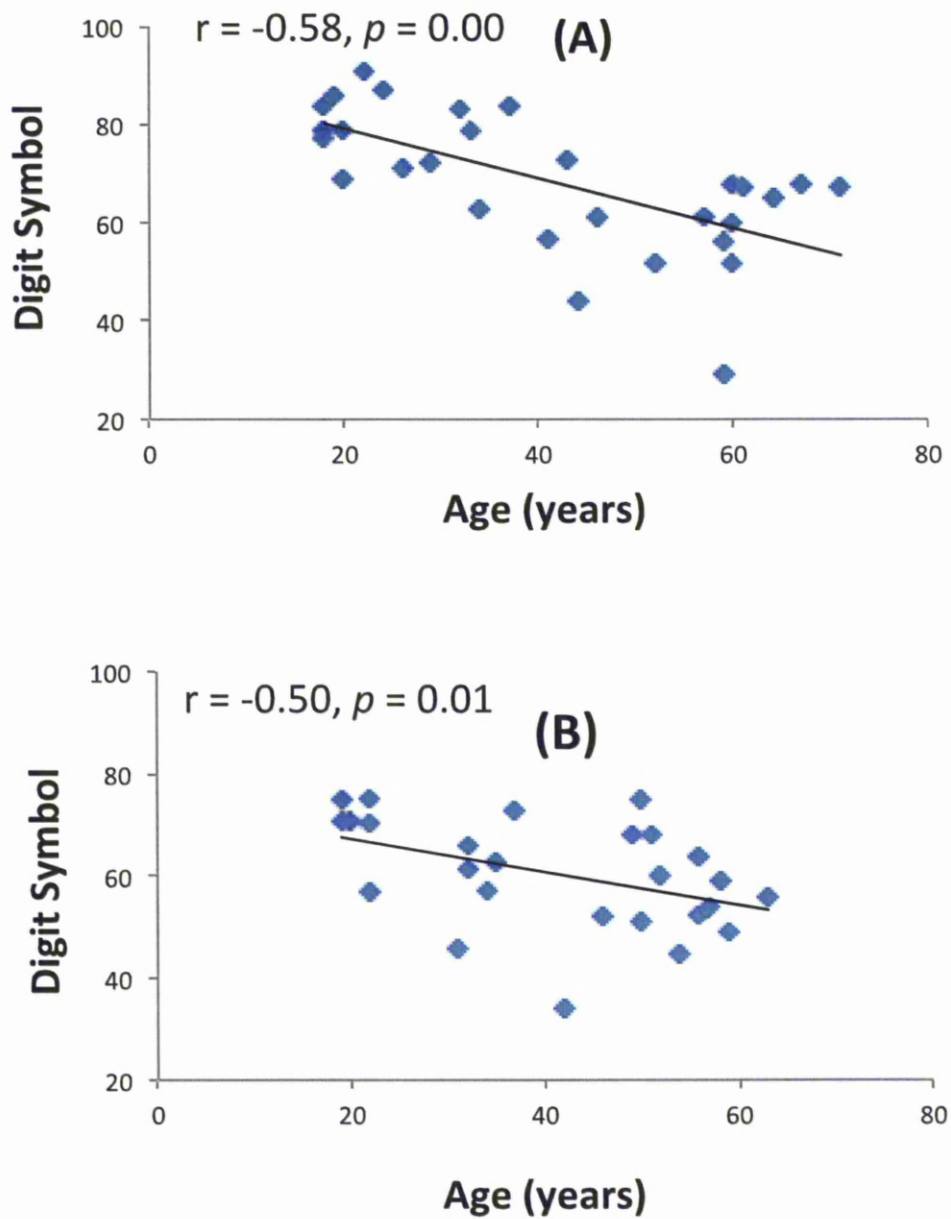 r = -0.58, p = 0.00
(A)
100
80
60
40
20
Digit Symbol
0 20 40 60 80
Age (years)
r = -0.50, p = 0.01
(B)
100
80
60
40
20
Digit Symbol
0 20 40 60 80
Age (years)